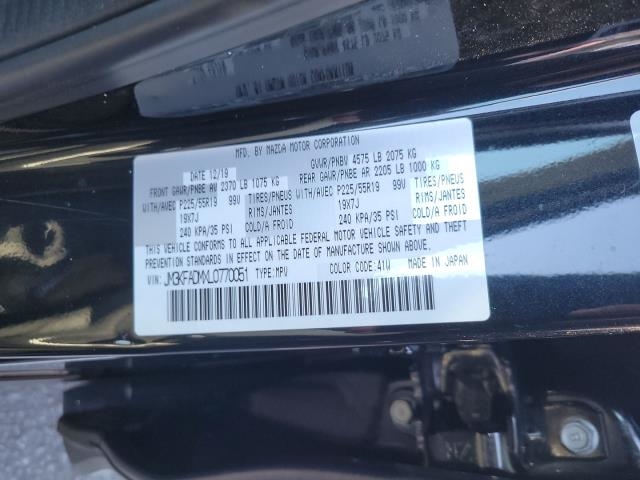 MFD. BY MAZDA MOTOR CORPORATION
DATE 12/19 GVWR/PNBV 4575 LB 2075 KG
FRONT GAWR/PNBE AV 2370 LB 1075 KG REAR GAWR/PNBE AR 2205 LB 1000 KG
WITH/AVEC P225/55R19 99V TIRES/PNEUS WITH/AVEC P225/55R19 99V TIRES/PNEUS
19X7J RIMS/JANTES 19X7J RIMS/JANTES
240 KPA/35 PSI COLD/A FROID 240 KPA/35 PSI COLD/A FROID
THIS VEHICLE CONFORMS TO ALL APPLICABLE FEDERAL MOTOR VEHICLE SAFETY AND THEFT
PREVENTION STANDARDS IN EFFECT ON THE DATE OF MANUFACTURE SHOWN ABOVE.
VIN: JM3KFADMXL0770051 TYPE:MPV COLOR CODE:41W MADE IN JAPAN